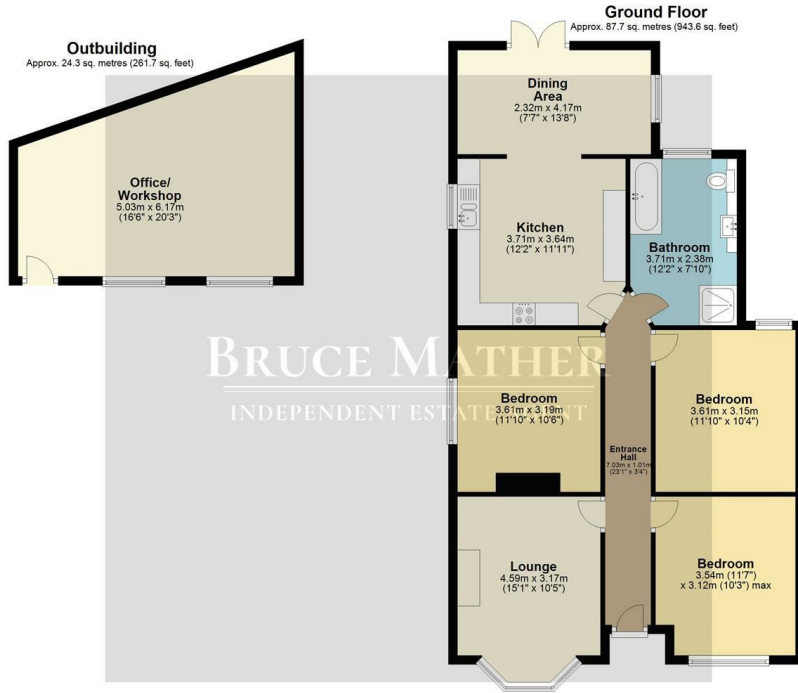 Outbuilding
Approx. 24.3 sq. metres (261.7 sq. feet)
Office/
Workshop
5.03m x 6.17m
(16'6" x 20'3")
Ground Floor
Approx. 87.7 sq. metres (943.6 sq. feet)
Dining
Area
2.32m x 4.17m
(7'7" x 13'8")
Kitchen
3.71m x 3.64m
(12'2" x 11'11")
Bathroom
3.71m x 2.38m
(12'2" x 7'10")
BRUCE MATHER
INDEPENDENT ESTATE
Bedroom
3.61m x 3.19m
(11'10" x 10'6")
Bedroom
3.61m x 3.15m
(11'10" x 10'4")
Entrance
Hall
7.03m x 1.01m
(23'1" x 3'4")
Lounge
4.59m x 3.17m
(15'1" x 10'5")
Bedroom
3.54m (11'7")
x 3.12m (10'3") max